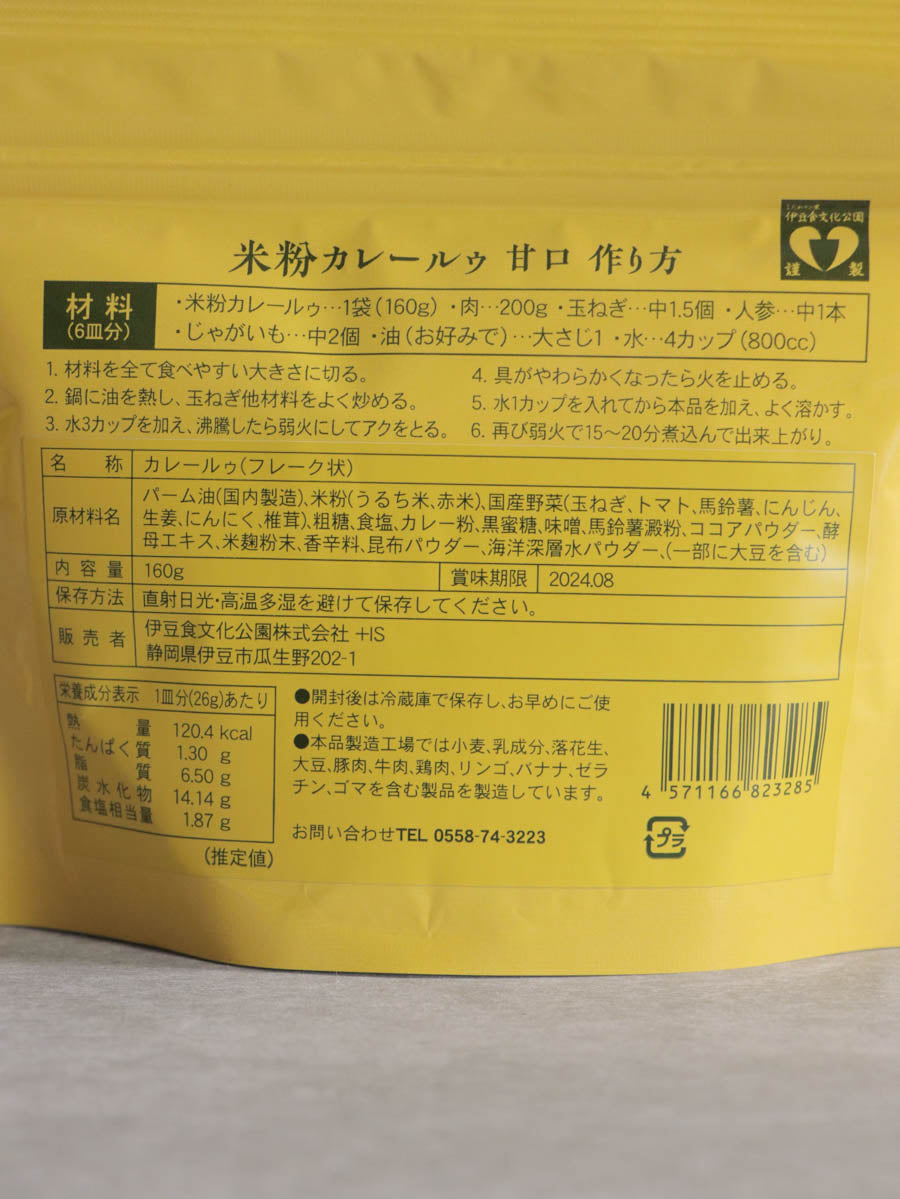 伊豆食文化公園
謹製
米粉カレールゥ 甘口 作り方
材料
(6皿分)
・米粉カレールゥ…1袋(160g) ・肉…200g ・玉ねぎ…中1.5個 ・人参…中1本
・じゃがいも…中2個 ・油(お好みで)…大さじ1 ・水…4カップ(800cc)
1. 材料を全て食べやすい大きさに切る。
2. 鍋に油を熱し、玉ねぎ他材料をよく炒める。
3. 水3カップを加え、沸騰したら弱火にしてアクをとる。
4. 具がやわらかくなったら火を止める。
5. 水1カップを入れてから本品を加え、よく溶かす。
6. 再び弱火で15〜20分煮込んで出来上がり。
名称 カレールゥ(フレーク状)
原材料名
パーム油(国内製造)、米粉(うるち米、赤米)、国産野菜(玉ねぎ、トマト、馬鈴薯、にんじん、
生姜、にんにく、椎茸)、粗糖、食塩、カレー粉、黒蜜糖、味噌、馬鈴薯澱粉、ココアパウダー、酵
母エキス、米麹粉末、香辛料、昆布パウダー、海洋深層水パウダー、(一部に大豆を含む)
内容量 160g 賞味期限 2024.08
保存方法 直射日光・高温多湿を避けて保存してください。
販売者
伊豆食文化公園株式会社 +IS
静岡県伊豆市瓜生野202-1
栄養成分表示 1皿分(26g)あたり
熱量 120.4 kcal
たんぱく質 1.30 g
脂質 6.50 g
炭水化物 14.14 g
食塩相当量 1.87 g
(推定値)
●開封後は冷蔵庫で保存し、お早めにご使
用ください。
●本品製造工場では小麦、乳成分、落花生、
大豆、豚肉、牛肉、鶏肉、リンゴ、バナナ、ゼラ
チン、ゴマを含む製品を製造しています。
お問い合わせTEL 0558-74-3223
4 571166 823285
プラ